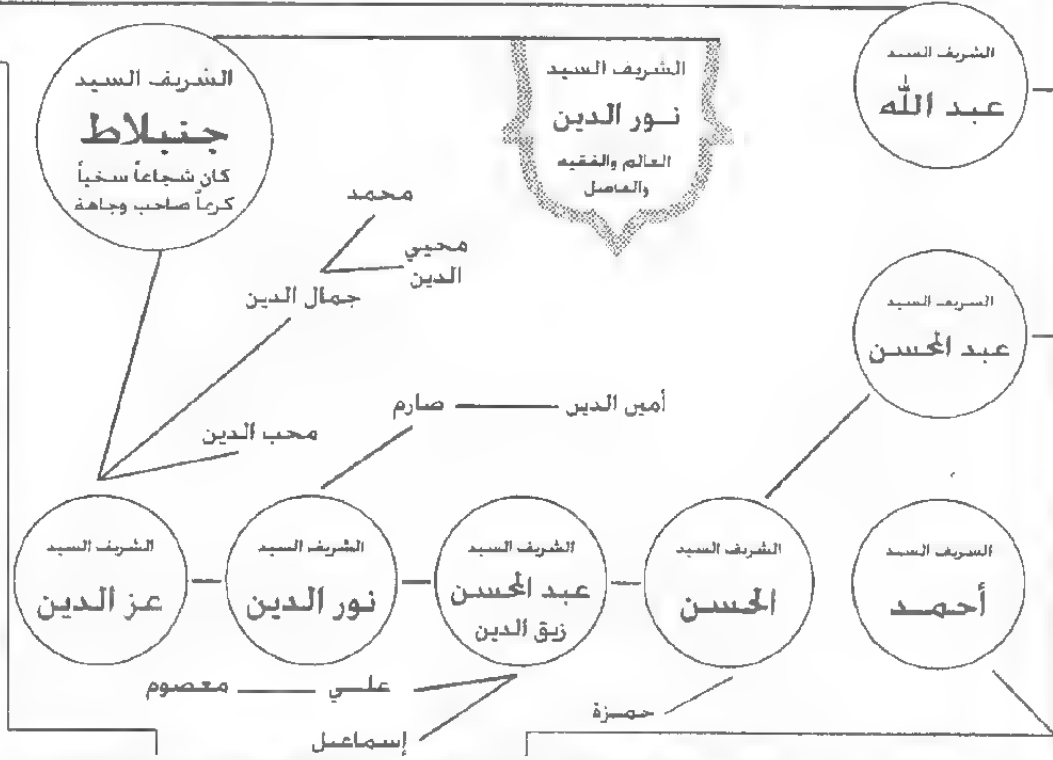 الشريف السيد
عبد الله
الشريف السيد
نور الدين
العالم والفقيه
والفاضل
الشريف السيد
جنبلاط
كان شجاعاً سخياً
كرماً صاحب وجاهة
محمد
محيي
الدين
جمال الدين
الشريف السيد
عبد المحسن
أمين الدين
صارم
محب الدين
الشريف السيد
أحمد
الشريف السيد
الحسن
الشريف السيد
عبد المحسن
زيق الدين
الشريف السيد
نور الدين
الشريف السيد
عز الدين
علي
معصوم
حمزة
إسماعيل